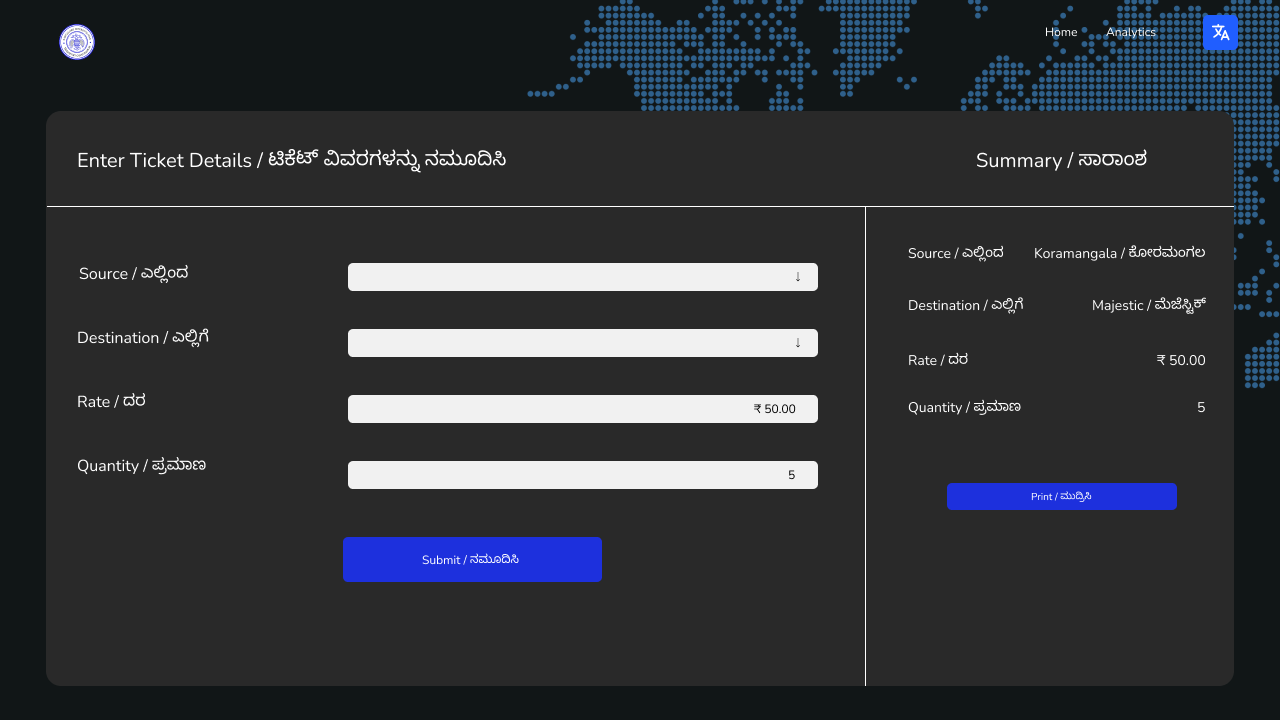 Home
Analytics
Enter Ticket Details / ಟಿಕೆಟ್ ವಿವರಗಳನ್ನು ನಮೂದಿಸಿ
Summary / ಸಾರಾಂಶ
Source / ಎಲ್ಲಿಂದ
↓
Destination / ಎಲ್ಲಿಗೆ
↓
Rate / ದರ
₹ 50.00
Quantity / ಪ್ರಮಾಣ
5
Submit / ನಮೂದಿಸಿ
Source / ಎಲ್ಲಿಂದ
Koramangala / ಕೋರಮಂಗಲ
Destination / ಎಲ್ಲಿಗೆ
Majestic / ಮೆಜೆಸ್ಟಿಕ್
Rate / ದರ
₹ 50.00
Quantity / ಪ್ರಮಾಣ
5
Print / ಮುದ್ರಿಸಿ